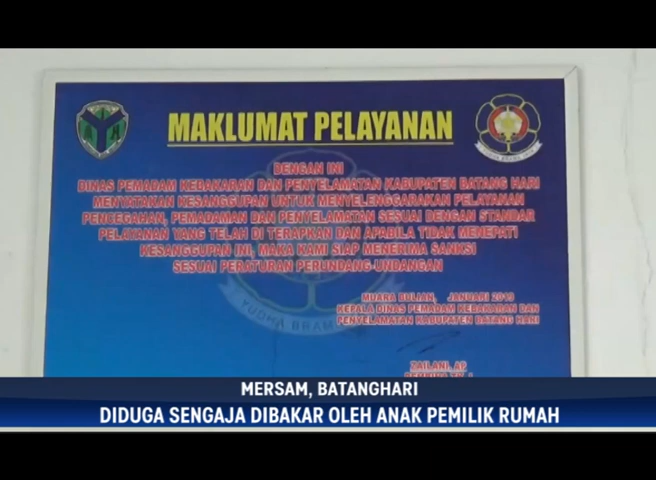 MAKLUMAT PELAYANAN
DENGAN INI
DINAS PEMADAM KEBAKARAN DAN PENYELAMATAN KABUPATEN BATANG HARI
MENYATAKAN KESANGGUPAN UNTUK MENYELENGGARAKAN PELAYANAN
PENCEGAHAN, PEMADAMAN DAN PENYELAMATAN SESUAI DENGAN STANDAR
PELAYANAN YANG TELAH DI TERAPKAN DAN APABILA TIDAK MENEPATI
KESANGGUPAN INI, MAKA KAMI SIAP MENERIMA SANKSI
SESUAI PERATURAN PERUNDANG-UNDANGAN
MUARA BULIAN, JANUARI 2019
KEPALA DINAS PEMADAM KEBAKARAN DAN
PENYELAMATAN KABUPATEN BATANG HARI
ZAILANI, AP
MERSAM, BATANGHARI
DIDUGA SENGAJA DIBAKAR OLEH ANAK PEMILIK RUMAH